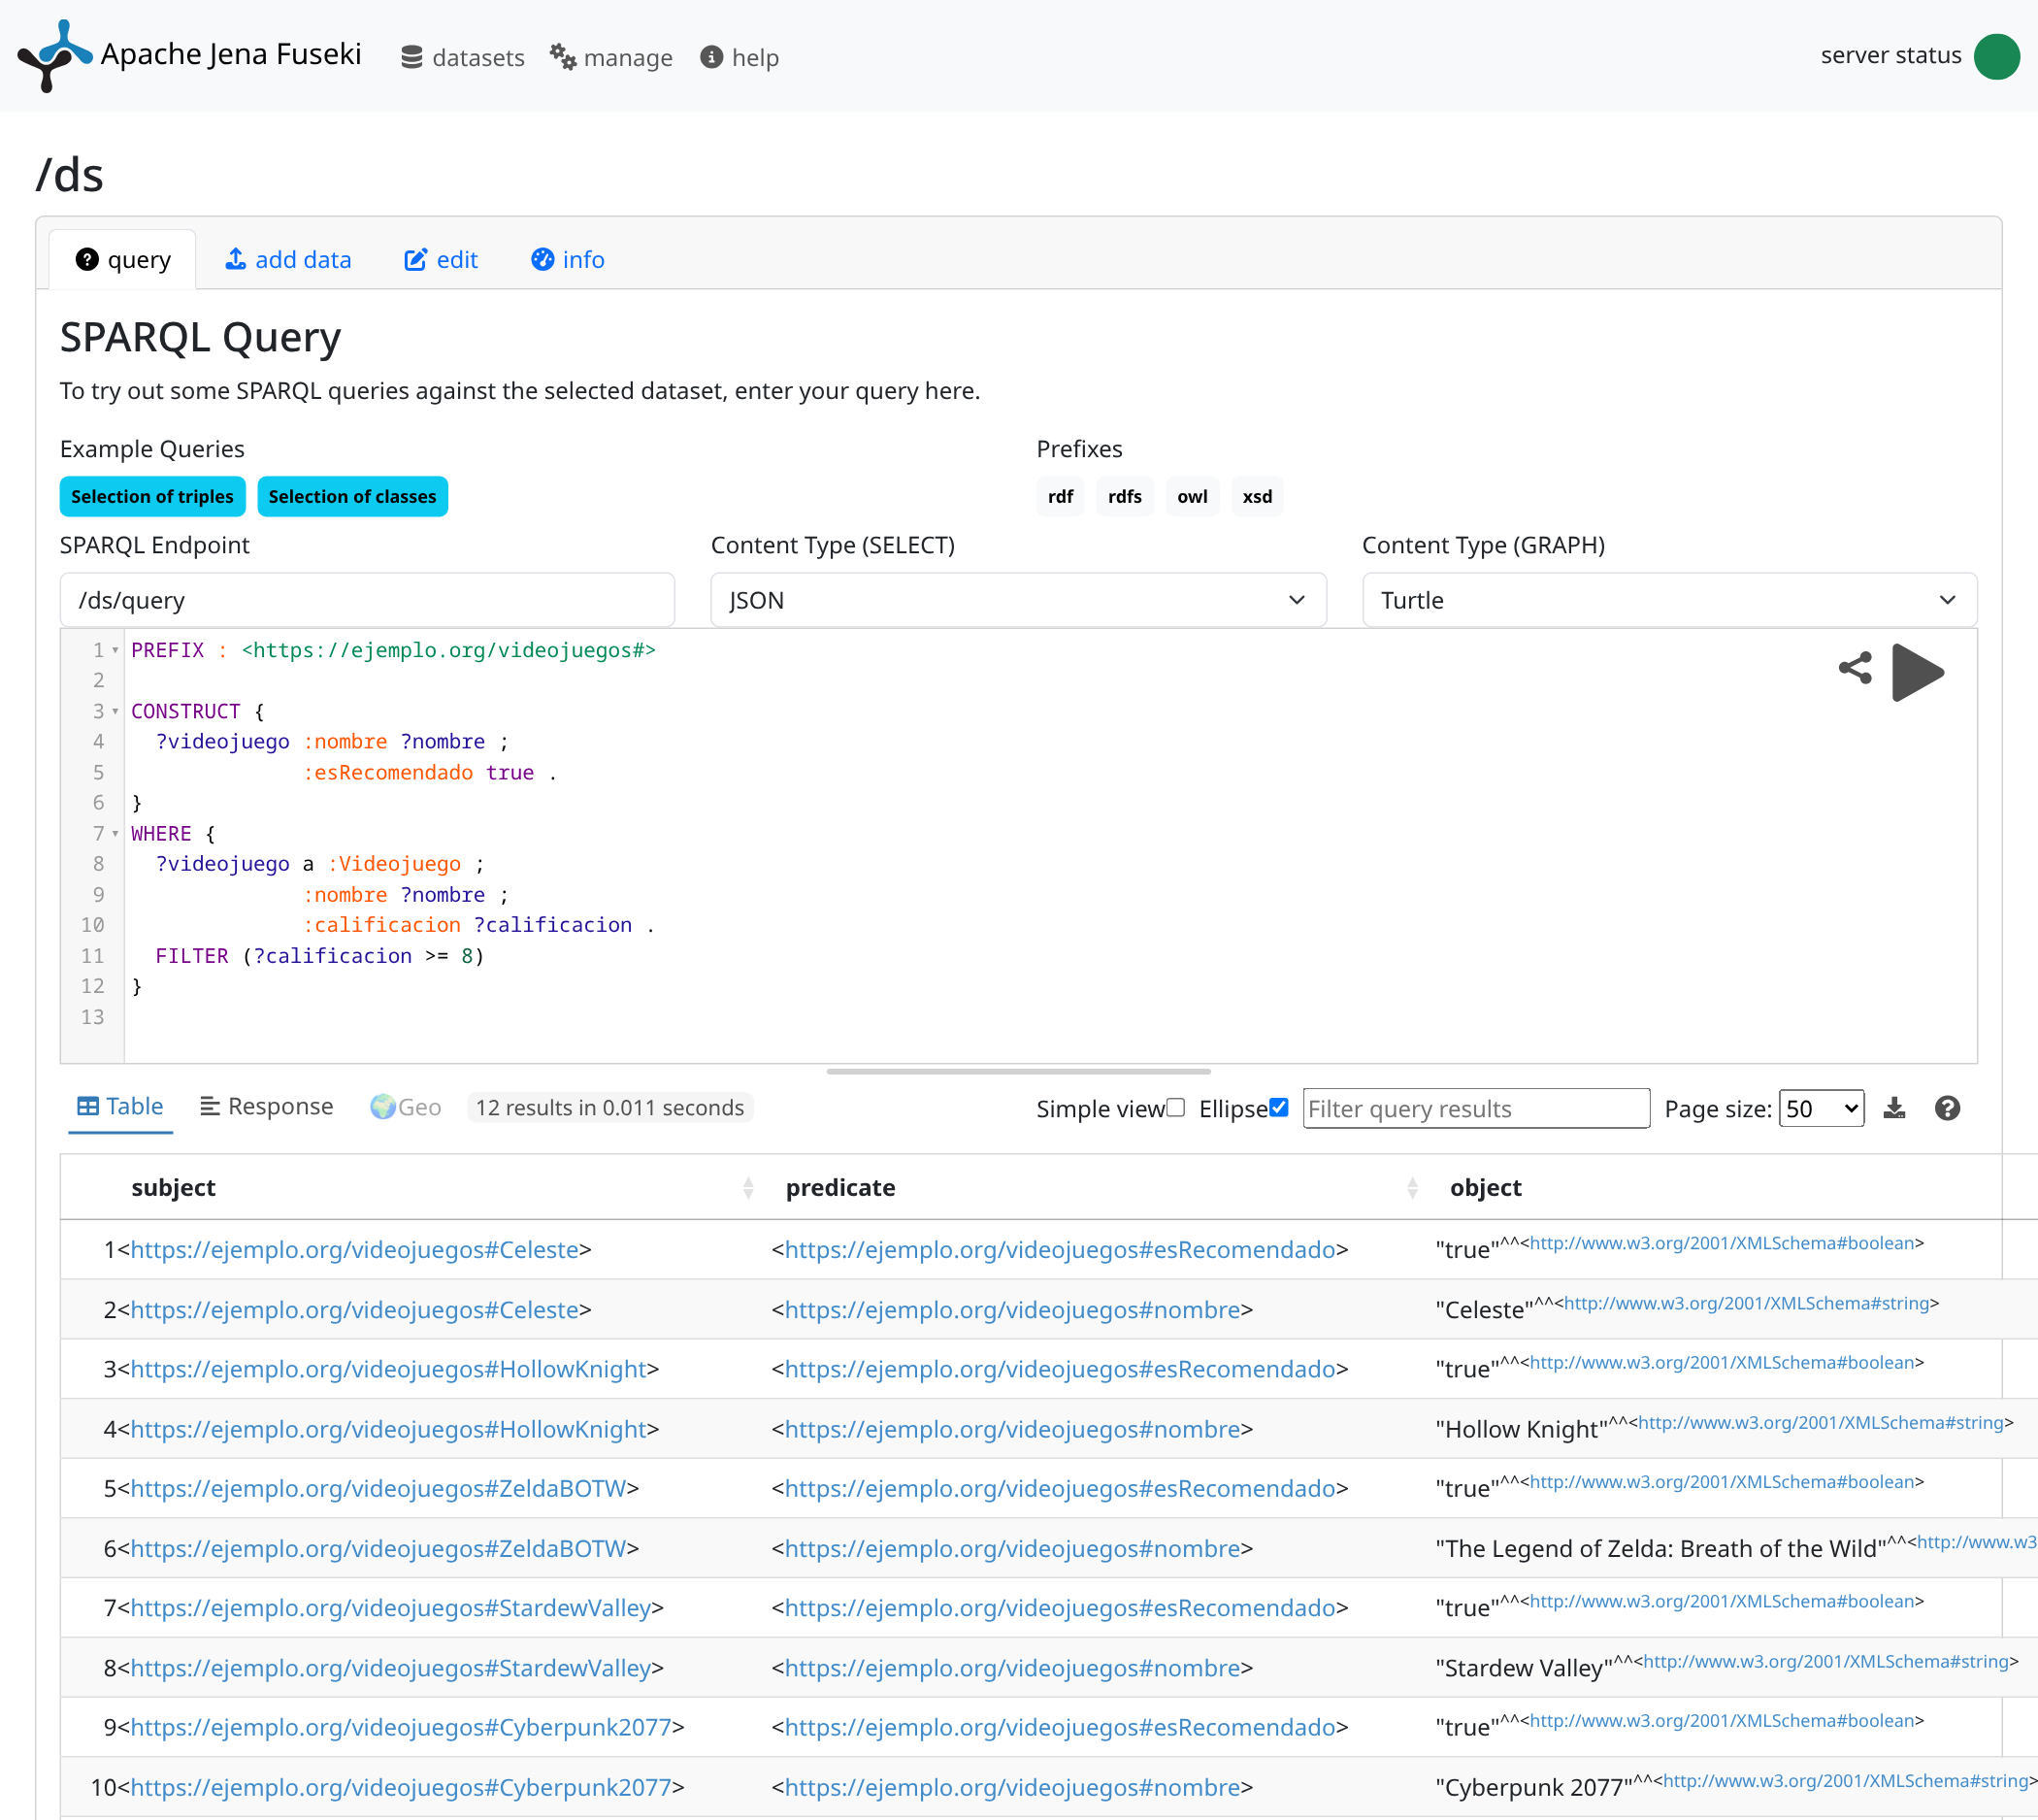 Apache Jena Fuseki datasets manage help server status
/ds
query add data edit info
SPARQL Query
To try out some SPARQL queries against the selected dataset, enter your query here.
Example Queries Prefixes
Selection of triples Selection of classes rdf rdfs owl xsd
SPARQL Endpoint Content Type (SELECT) Content Type (GRAPH)
/ds/query JSON Turtle
1 PREFIX : <https://ejemplo.org/videojuegos#>
2
3 CONSTRUCT {
4 ?videojuego :nombre ?nombre ;
5 :esRecomendado true .
6 }
7 WHERE {
8 ?videojuego a :Videojuego ;
9 :nombre ?nombre ;
10 :calificacion ?calificacion .
11 FILTER (?calificacion >= 8)
12 }
13
Table Response Geo 12 results in 0.011 seconds Simple view Ellipse Filter query results Page size: 50
subject predicate object
1 <https://ejemplo.org/videojuegos#Celeste> <https://ejemplo.org/videojuegos#esRecomendado> "true"^^<http://www.w3.org/2001/XMLSchema#boolean>
2 <https://ejemplo.org/videojuegos#Celeste> <https://ejemplo.org/videojuegos#nombre> "Celeste"^^<http://www.w3.org/2001/XMLSchema#string>
3 <https://ejemplo.org/videojuegos#HollowKnight> <https://ejemplo.org/videojuegos#esRecomendado> "true"^^<http://www.w3.org/2001/XMLSchema#boolean>
4 <https://ejemplo.org/videojuegos#HollowKnight> <https://ejemplo.org/videojuegos#nombre> "Hollow Knight"^^<http://www.w3.org/2001/XMLSchema#string>
5 <https://ejemplo.org/videojuegos#ZeldaBOTW> <https://ejemplo.org/videojuegos#esRecomendado> "true"^^<http://www.w3.org/2001/XMLSchema#boolean>
6 <https://ejemplo.org/videojuegos#ZeldaBOTW> <https://ejemplo.org/videojuegos#nombre> "The Legend of Zelda: Breath of the Wild"^^<http://www.w3
7 <https://ejemplo.org/videojuegos#StardewValley> <https://ejemplo.org/videojuegos#esRecomendado> "true"^^<http://www.w3.org/2001/XMLSchema#boolean>
8 <https://ejemplo.org/videojuegos#StardewValley> <https://ejemplo.org/videojuegos#nombre> "Stardew Valley"^^<http://www.w3.org/2001/XMLSchema#string>
9 <https://ejemplo.org/videojuegos#Cyberpunk2077> <https://ejemplo.org/videojuegos#esRecomendado> "true"^^<http://www.w3.org/2001/XMLSchema#boolean>
10 <https://ejemplo.org/videojuegos#Cyberpunk2077> <https://ejemplo.org/videojuegos#nombre> "Cyberpunk 2077"^^<http://www.w3.org/2001/XMLSchema#string>